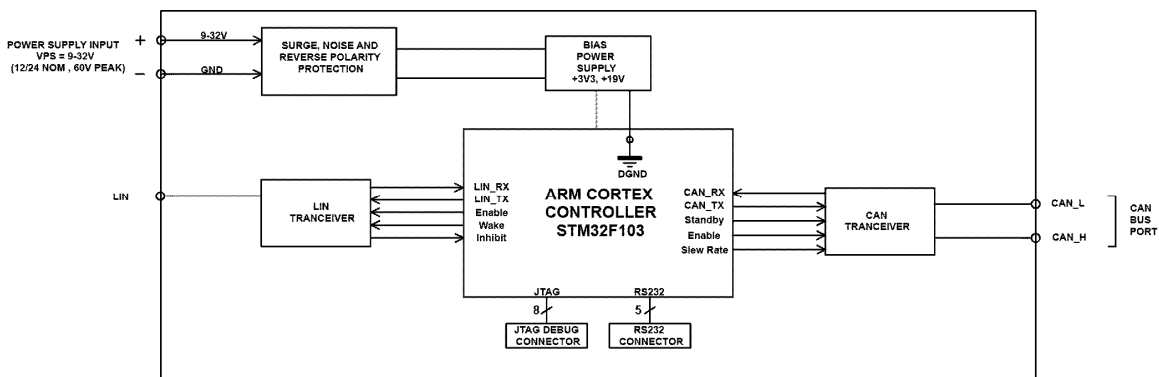 POWER SUPPLY INPUT
VPS = 9-32V
(12/24 NOM , 60V PEAK)
+
−
9-32V
GND
SURGE, NOISE AND
REVERSE POLARITY
PROTECTION
BIAS
POWER
SUPPLY
+3V3, +19V
DGND
LIN
LIN
TRANCEIVER
LIN_RX
LIN_TX
Enable
Wake
Inhibit
ARM CORTEX
CONTROLLER
STM32F103
CAN_RX
CAN_TX
Standby
Enable
Slew Rate
CAN
TRANCEIVER
CAN_L
CAN_H
CAN
BUS
PORT
JTAG
RS232
8
5
JTAG DEBUG
CONNECTOR
RS232
CONNECTOR